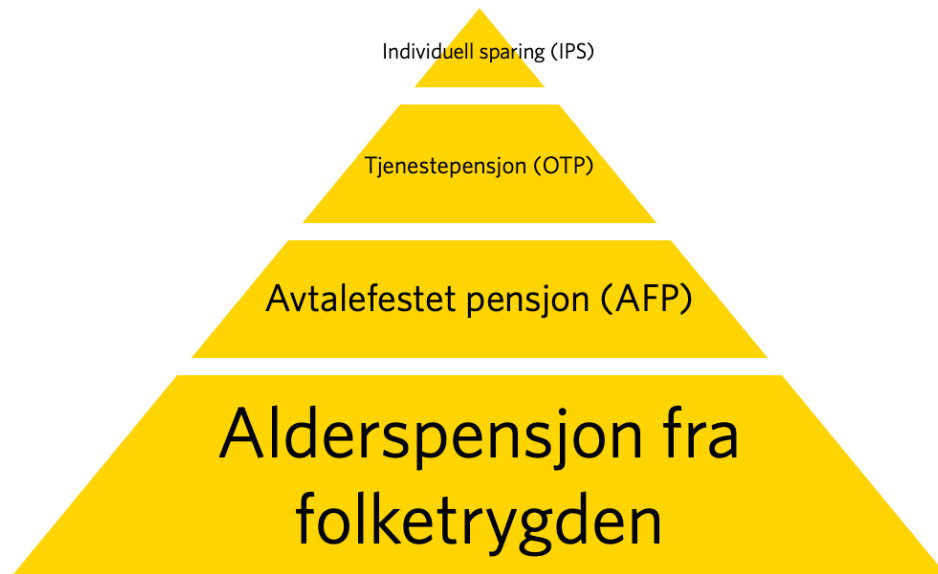 Individuell sparing (IPS)
Tjenestepensjon (OTP)
Avtalefestet pensjon (AFP)
Alderspensjon fra
folketrygden